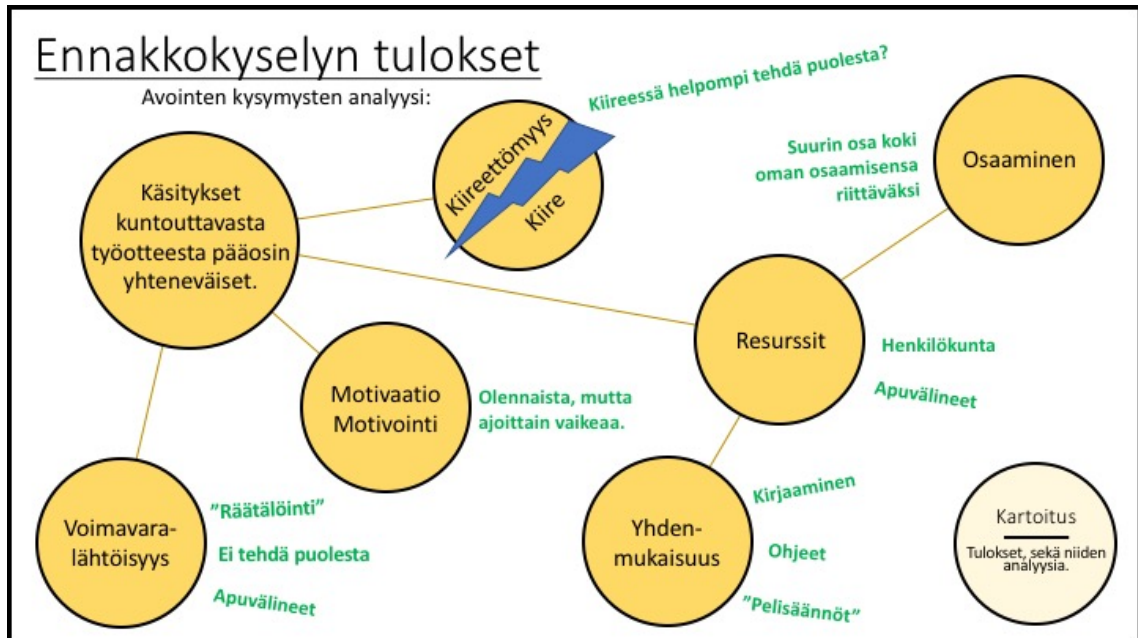 Ennakkokyselyn tulokset
Avointen kysymysten analyysi:
Käsitykset
kuntouttavasta
työotteesta pääosin
yhteneväiset.
Kiireettömyys
Kiire
Kiireessä helpompi tehdä puolesta?
Suurin osa koki
oman osaamisensa
riittäväksi
Osaaminen
Resurssit
Henkilökunta
Apuvälineet
Motivaatio
Motivointi
Olennaista, mutta
ajoittain vaikeaa.
Voimavara-
lähtöisyys
”Räätälöinti”
Ei tehdä puolesta
Apuvälineet
Yhden-
mukaisuus
Kirjaaminen
Ohjeet
”Pelisäännöt”
Kartoitus
Tulokset, sekä niiden
analyysia.